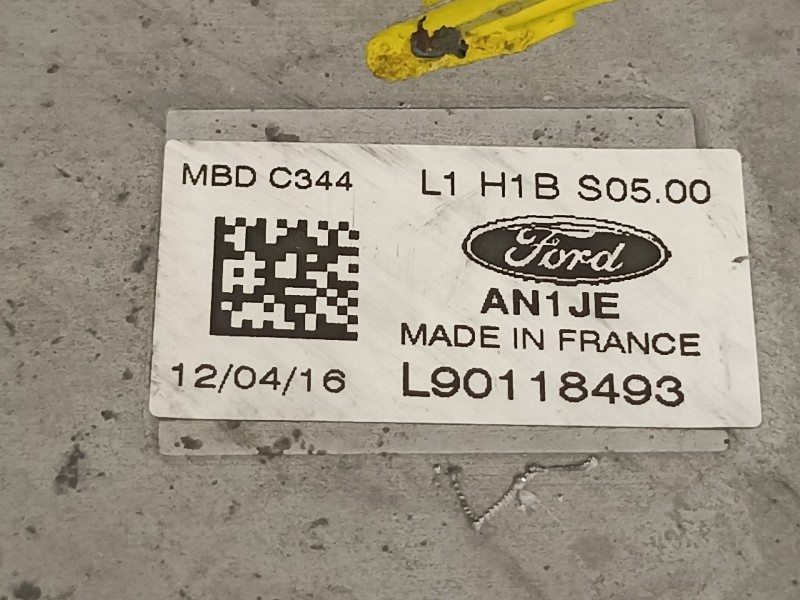 MBD C344
L1 H1B S05.00
Ford
AN1JE
MADE IN FRANCE
12/04/16
L90118493